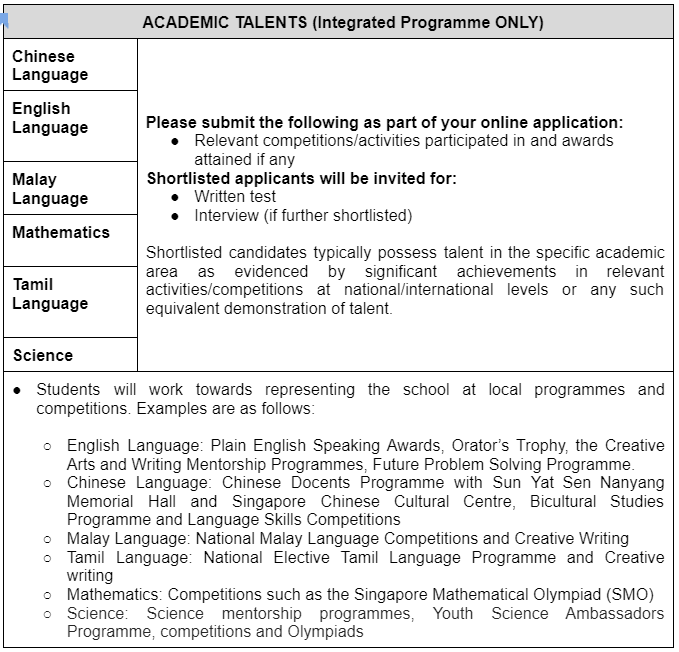 ACADEMIC TALENTS (Integrated Programme ONLY)
Chinese
Language
English
Language
Malay
Language
Mathematics
Tamil
Language
Science
Please submit the following as part of your online application:
● Relevant competitions/activities participated in and awards
attained if any
Shortlisted applicants will be invited for:
● Written test
● Interview (if further shortlisted)
Shortlisted candidates typically possess talent in the specific academic
area as evidenced by significant achievements in relevant
activities/competitions at national/international levels or any such
equivalent demonstration of talent.
● Students will work towards representing the school at local programmes and
competitions. Examples are as follows:
○ English Language: Plain English Speaking Awards, Orator's Trophy, the Creative
Arts and Writing Mentorship Programmes, Future Problem Solving Programme.
○ Chinese Language: Chinese Docents Programme with Sun Yat Sen Nanyang
Memorial Hall and Singapore Chinese Cultural Centre, Bicultural Studies
Programme and Language Skills Competitions
○ Malay Language: National Malay Language Competitions and Creative Writing
○ Tamil Language: National Elective Tamil Language Programme and Creative
writing
○ Mathematics: Competitions such as the Singapore Mathematical Olympiad (SMO)
○ Science: Science mentorship programmes, Youth Science Ambassadors
Programme, competitions and Olympiads